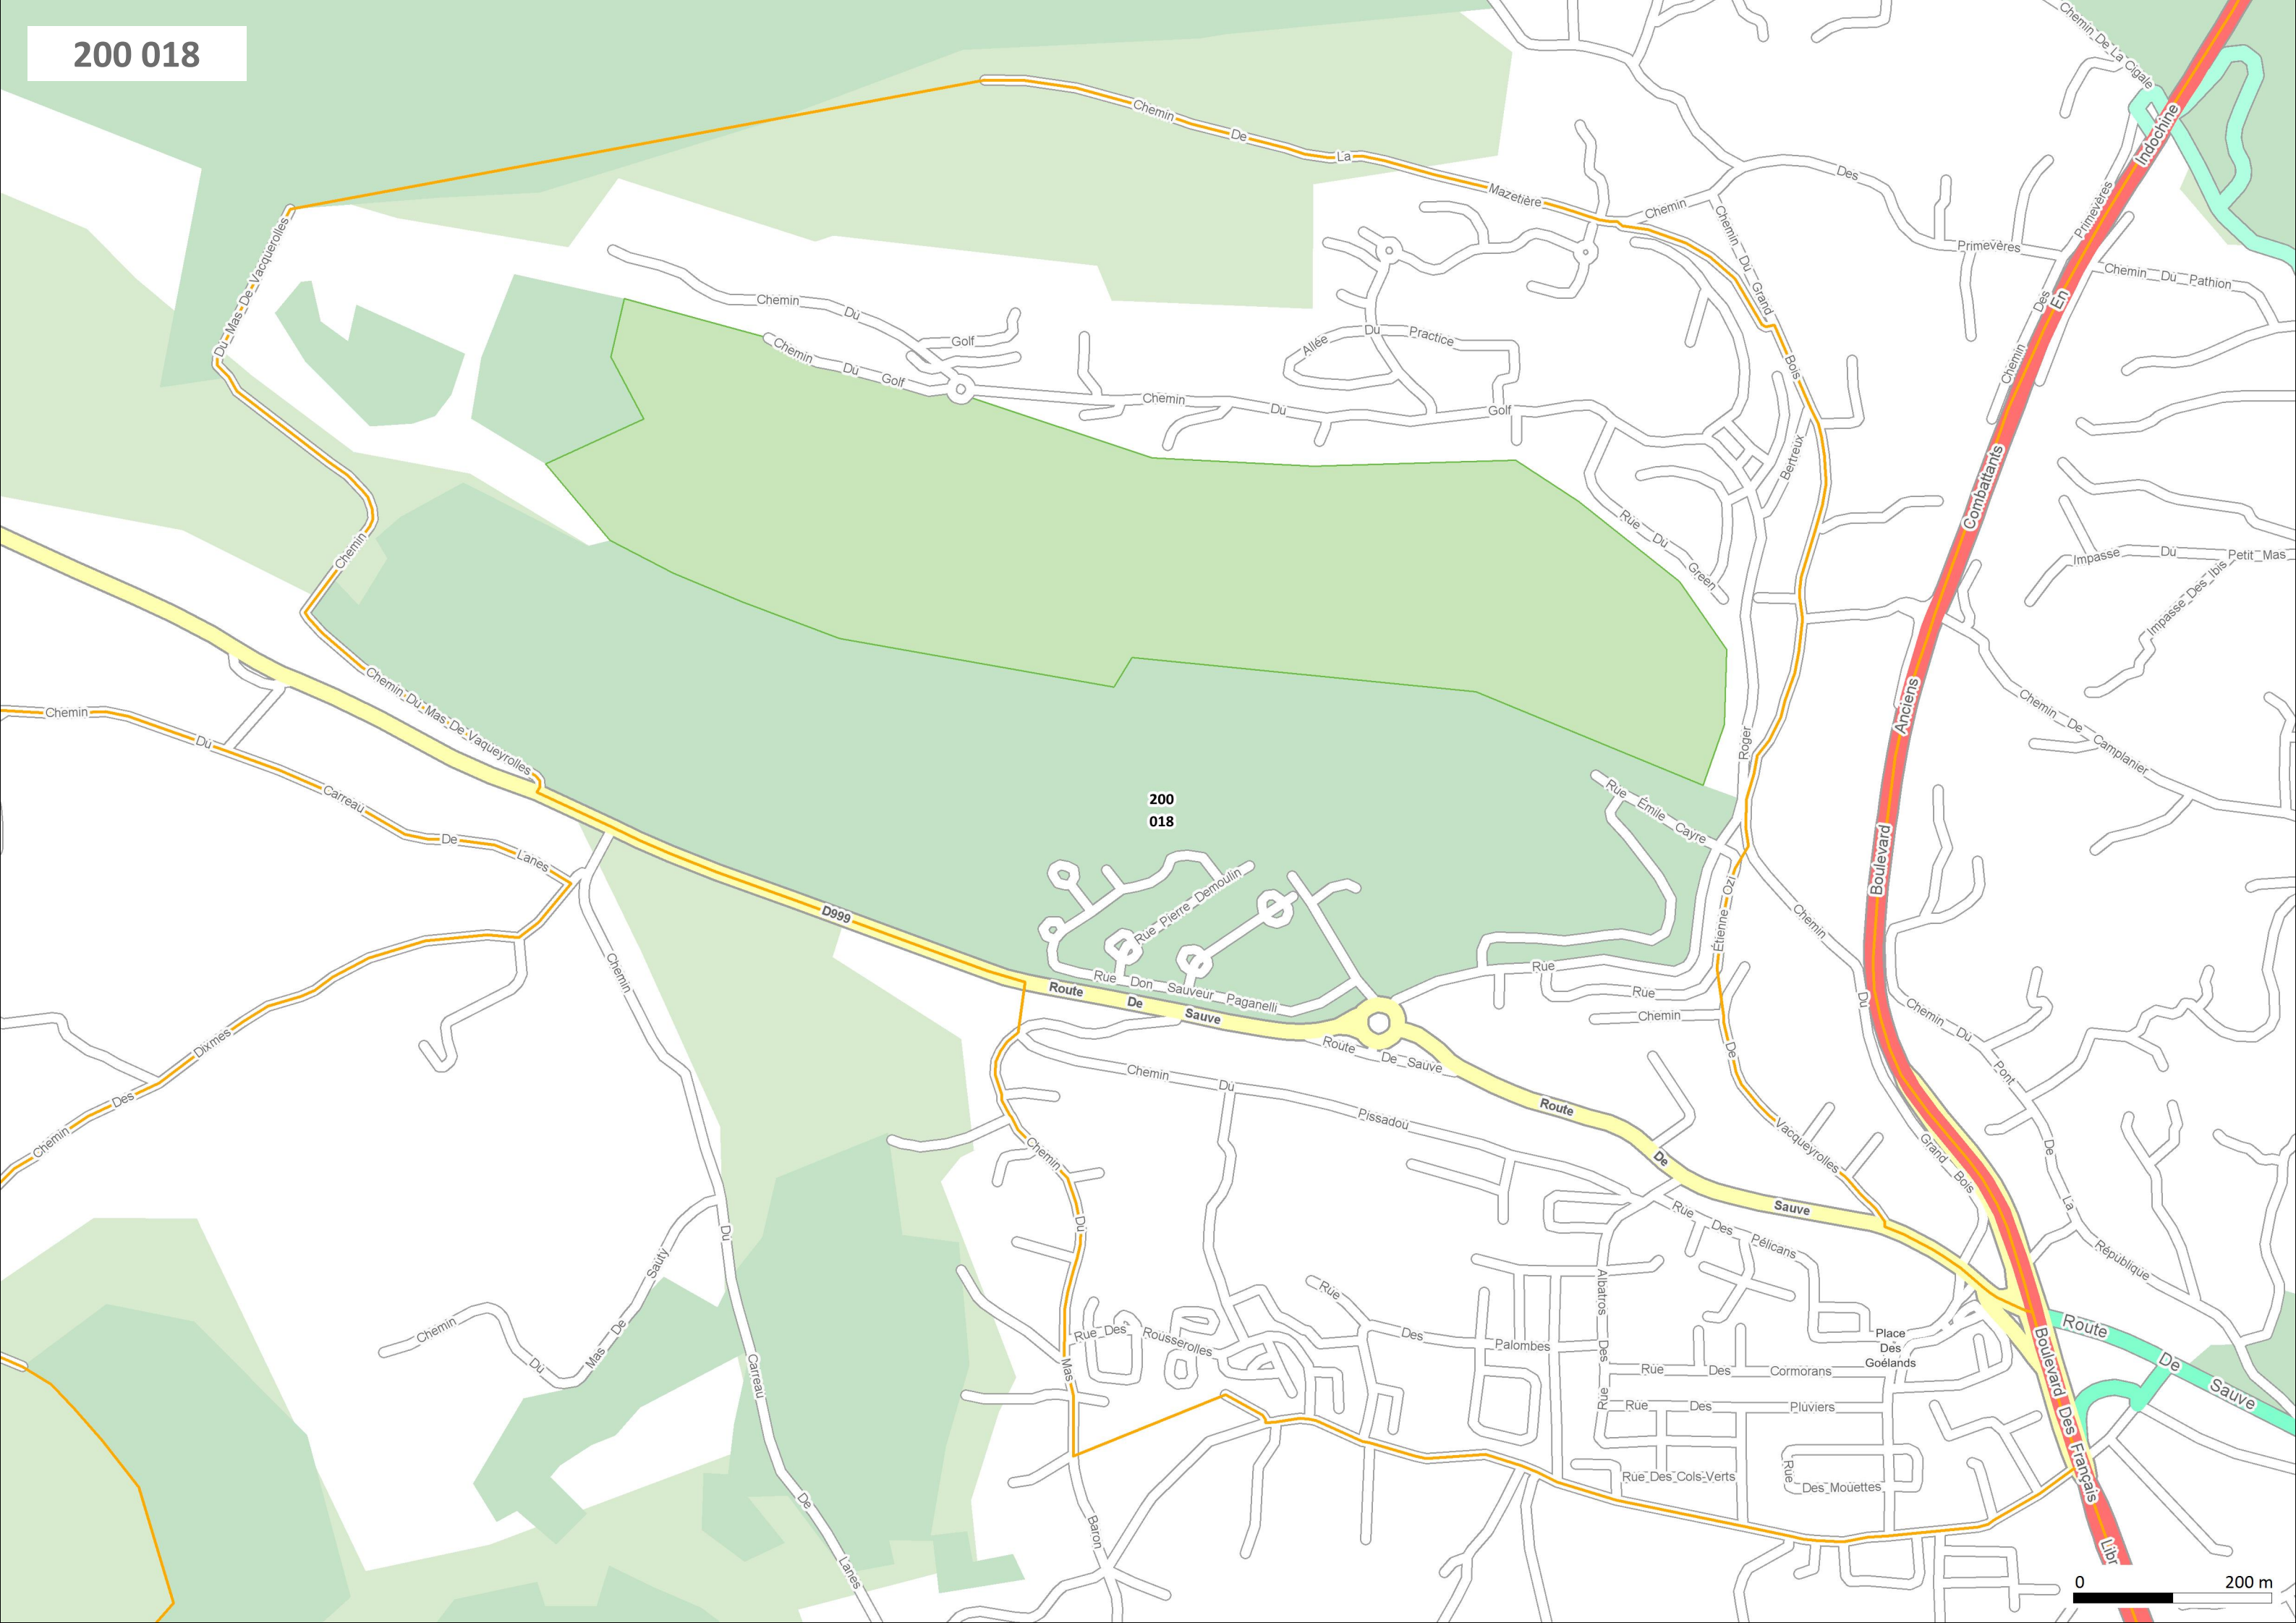 200 018
Chemin De La Cigale
Indochine
Chemin De La Mazetière
Chemin Des Primevères
Chemin Des Primevères
Chemin Du Pathion
Chemin Du Grand Bois
Du Mas De Vacquerolles
Chemin
Chemin Du
Golf
Chemin Du Golf
Chemin Du Golf
Allée Du Practice
En
Combattants
Anciens
Boulevard
Bertreux
Roger
Rue Du Green
Impasse Du Petit Mas
Impasse Des Ibis
Chemin De Camplanier
Chemin Du Mas De Vaqueyrolles
Chemin Du Carreau De Lanes
200
018
Rue Émile Cayre
Étienne Ozi
Rue
Rue
Chemin
De
Vacqueyrolles
Chemin
Du
Grand Bois
Rue Pierre Demoulin
Rue Don Sauveur Paganelli
D999
Route De Sauve
Route De Sauve
Route De Sauve
Chemin Du Pont De La République
Chemin Des Dixmes
Chemin Du Carreau De Lanes
Chemin Du Mas De Sauty
Chemin Du Pissadou
Chemin Du Mas Baron
Rue Des Pélicans
Rue Des Rousserolles
Rue Des Palombes
Rue Des Albatros
Rue Des Cormorans
Rue Des Pluviers
Place
Des
Goélands
Rue Des Cols-Verts
Rue Des Mouettes
Route De Sauve
Boulevard Des Français Libr
0 200 m